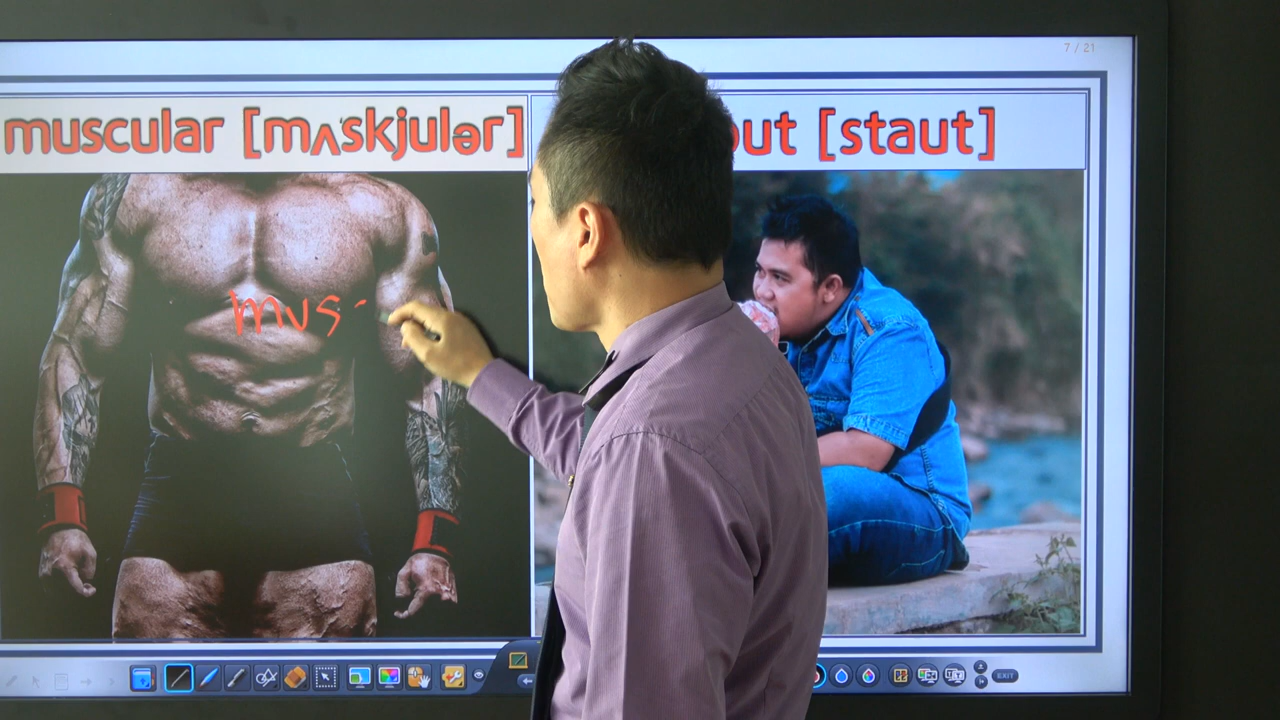 7 / 21
muscular [mʌskjulər]
out [staut]
mus-
EXIT